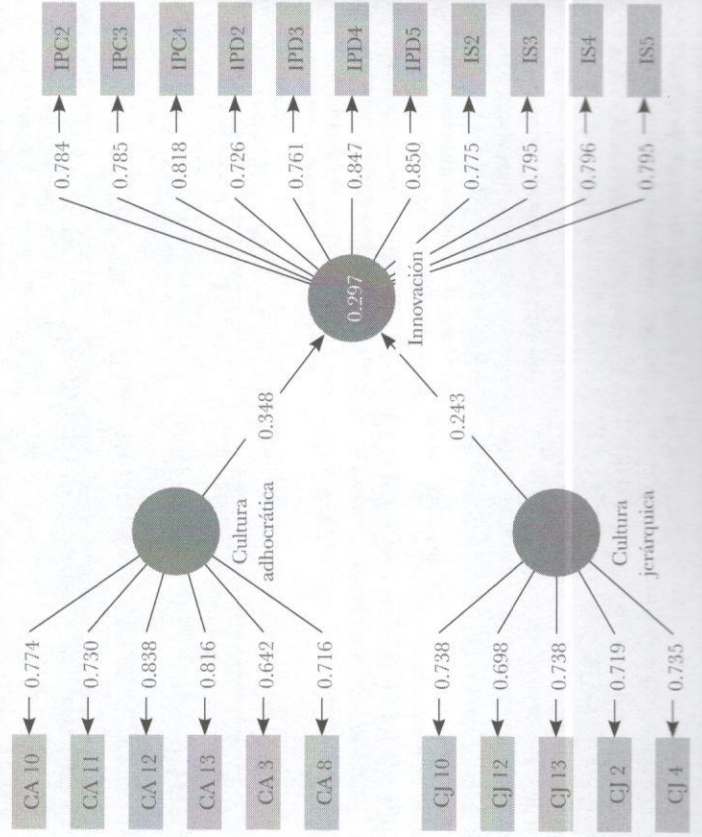 CA 10
0.774
CA 11
0.730
CA 12
0.838
CA 13
0.816
CA 3
0.642
CA 8
0.716
Cultura
adhocrática
0.348
CJ 10
0.738
CJ 12
0.698
CJ 13
0.738
CJ 2
0.719
CJ 4
0.735
Cultura
jerárquica
0.243
0.297
Innovación
0.784
IPC2
0.785
IPC3
0.818
IPC4
0.726
IPD2
0.761
IPD3
0.847
IPD4
0.850
IPD5
0.775
IS2
0.795
IS3
0.796
IS4
0.795
IS5